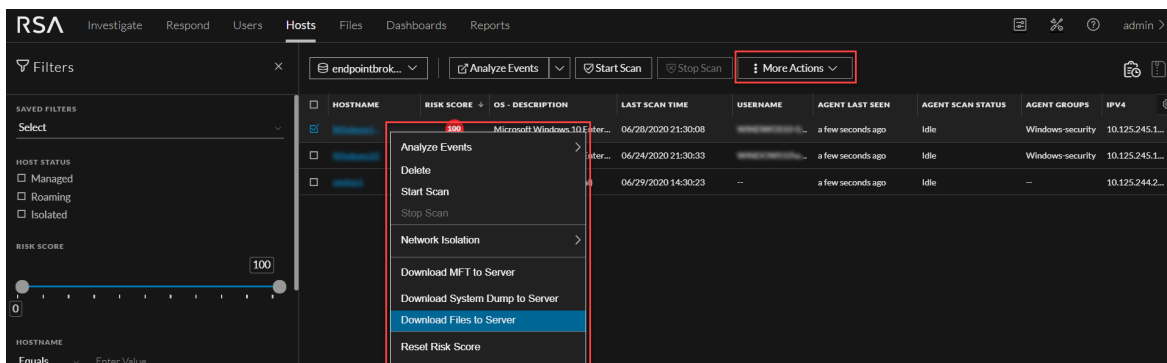 RSA Investigate Respond Users Hosts Files Dashboards Reports admin >
Filters ×
endpointbrok... Analyze Events Start Scan Stop Scan More Actions
SAVED FILTERS
Select
HOST STATUS
Managed
Roaming
Isolated
RISK SCORE
100
0
HOSTNAME
Equals Enter Value
HOSTNAME RISK SCORE ↓ OS - DESCRIPTION LAST SCAN TIME USERNAME AGENT LAST SEEN AGENT SCAN STATUS AGENT GROUPS IPV4
100 Microsoft Windows 10 Enter... 06/28/2020 21:30:08 a few seconds ago Idle Windows-security 10.125.245.1...
nter... 06/24/2020 21:30:33 a few seconds ago Idle Windows-security 10.125.245.1...
06/29/2020 14:30:23 -- a few seconds ago Idle -- 10.125.244.2...
Analyze Events >
Delete
Start Scan
Stop Scan
Network Isolation >
Download MFT to Server
Download System Dump to Server
Download Files to Server
Reset Risk Score